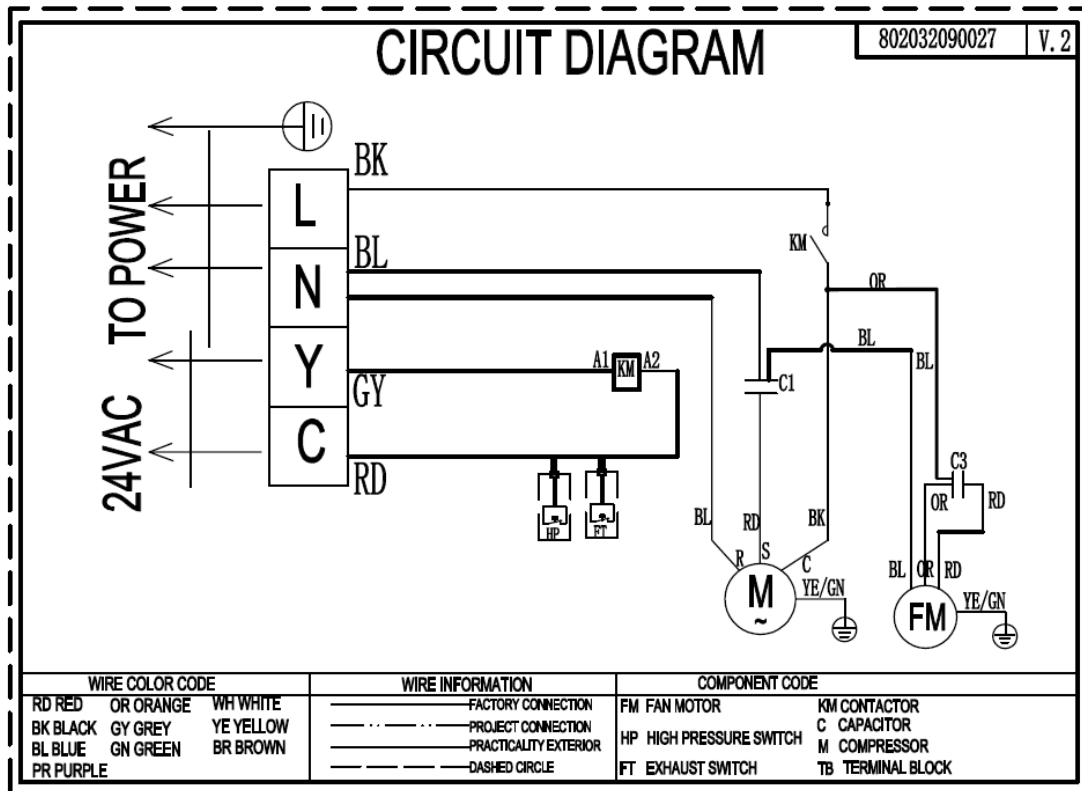 CIRCUIT DIAGRAM
802032090027 V.2
TO POWER
24VAC
L
N
Y
C
BK
BL
GY
RD
KM
OR
BL
BL
A1 KM A2
C1
C3
OR RD
HP
FT
BL RD BK
R S C
M
~
YE/GN
BL OR RD
FM
YE/GN
WIRE COLOR CODE
RD RED OR ORANGE WH WHITE
BK BLACK GY GREY YE YELLOW
BL BLUE GN GREEN BR BROWN
PR PURPLE
WIRE INFORMATION
FACTORY CONNECTION
PROJECT CONNECTION
PRACTICALITY EXTERIOR
DASHED CIRCLE
COMPONENT CODE
FM FAN MOTOR KM CONTACTOR
C CAPACITOR
HP HIGH PRESSURE SWITCH
M COMPRESSOR
FT EXHAUST SWITCH TB TERMINAL BLOCK